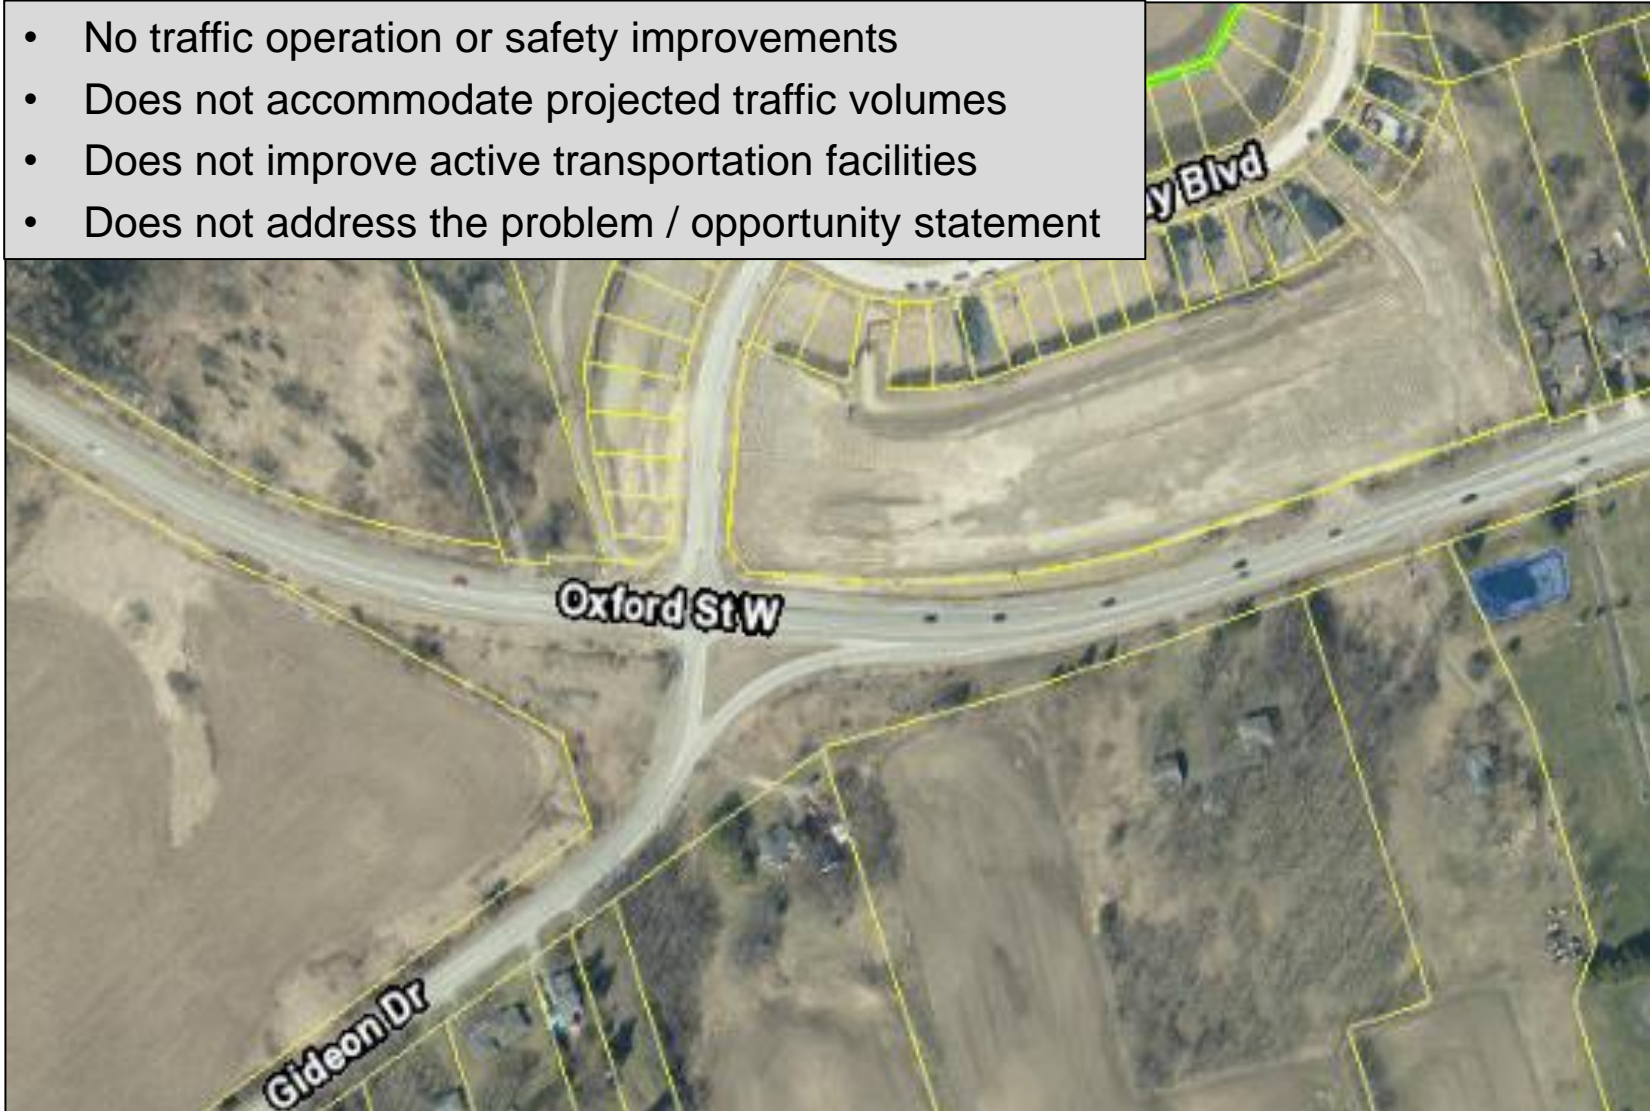 • No traffic operation or safety improvements
• Does not accommodate projected traffic volumes
• Does not improve active transportation facilities
• Does not address the problem / opportunity statement
Blvd
Oxford St W
Gideon Dr